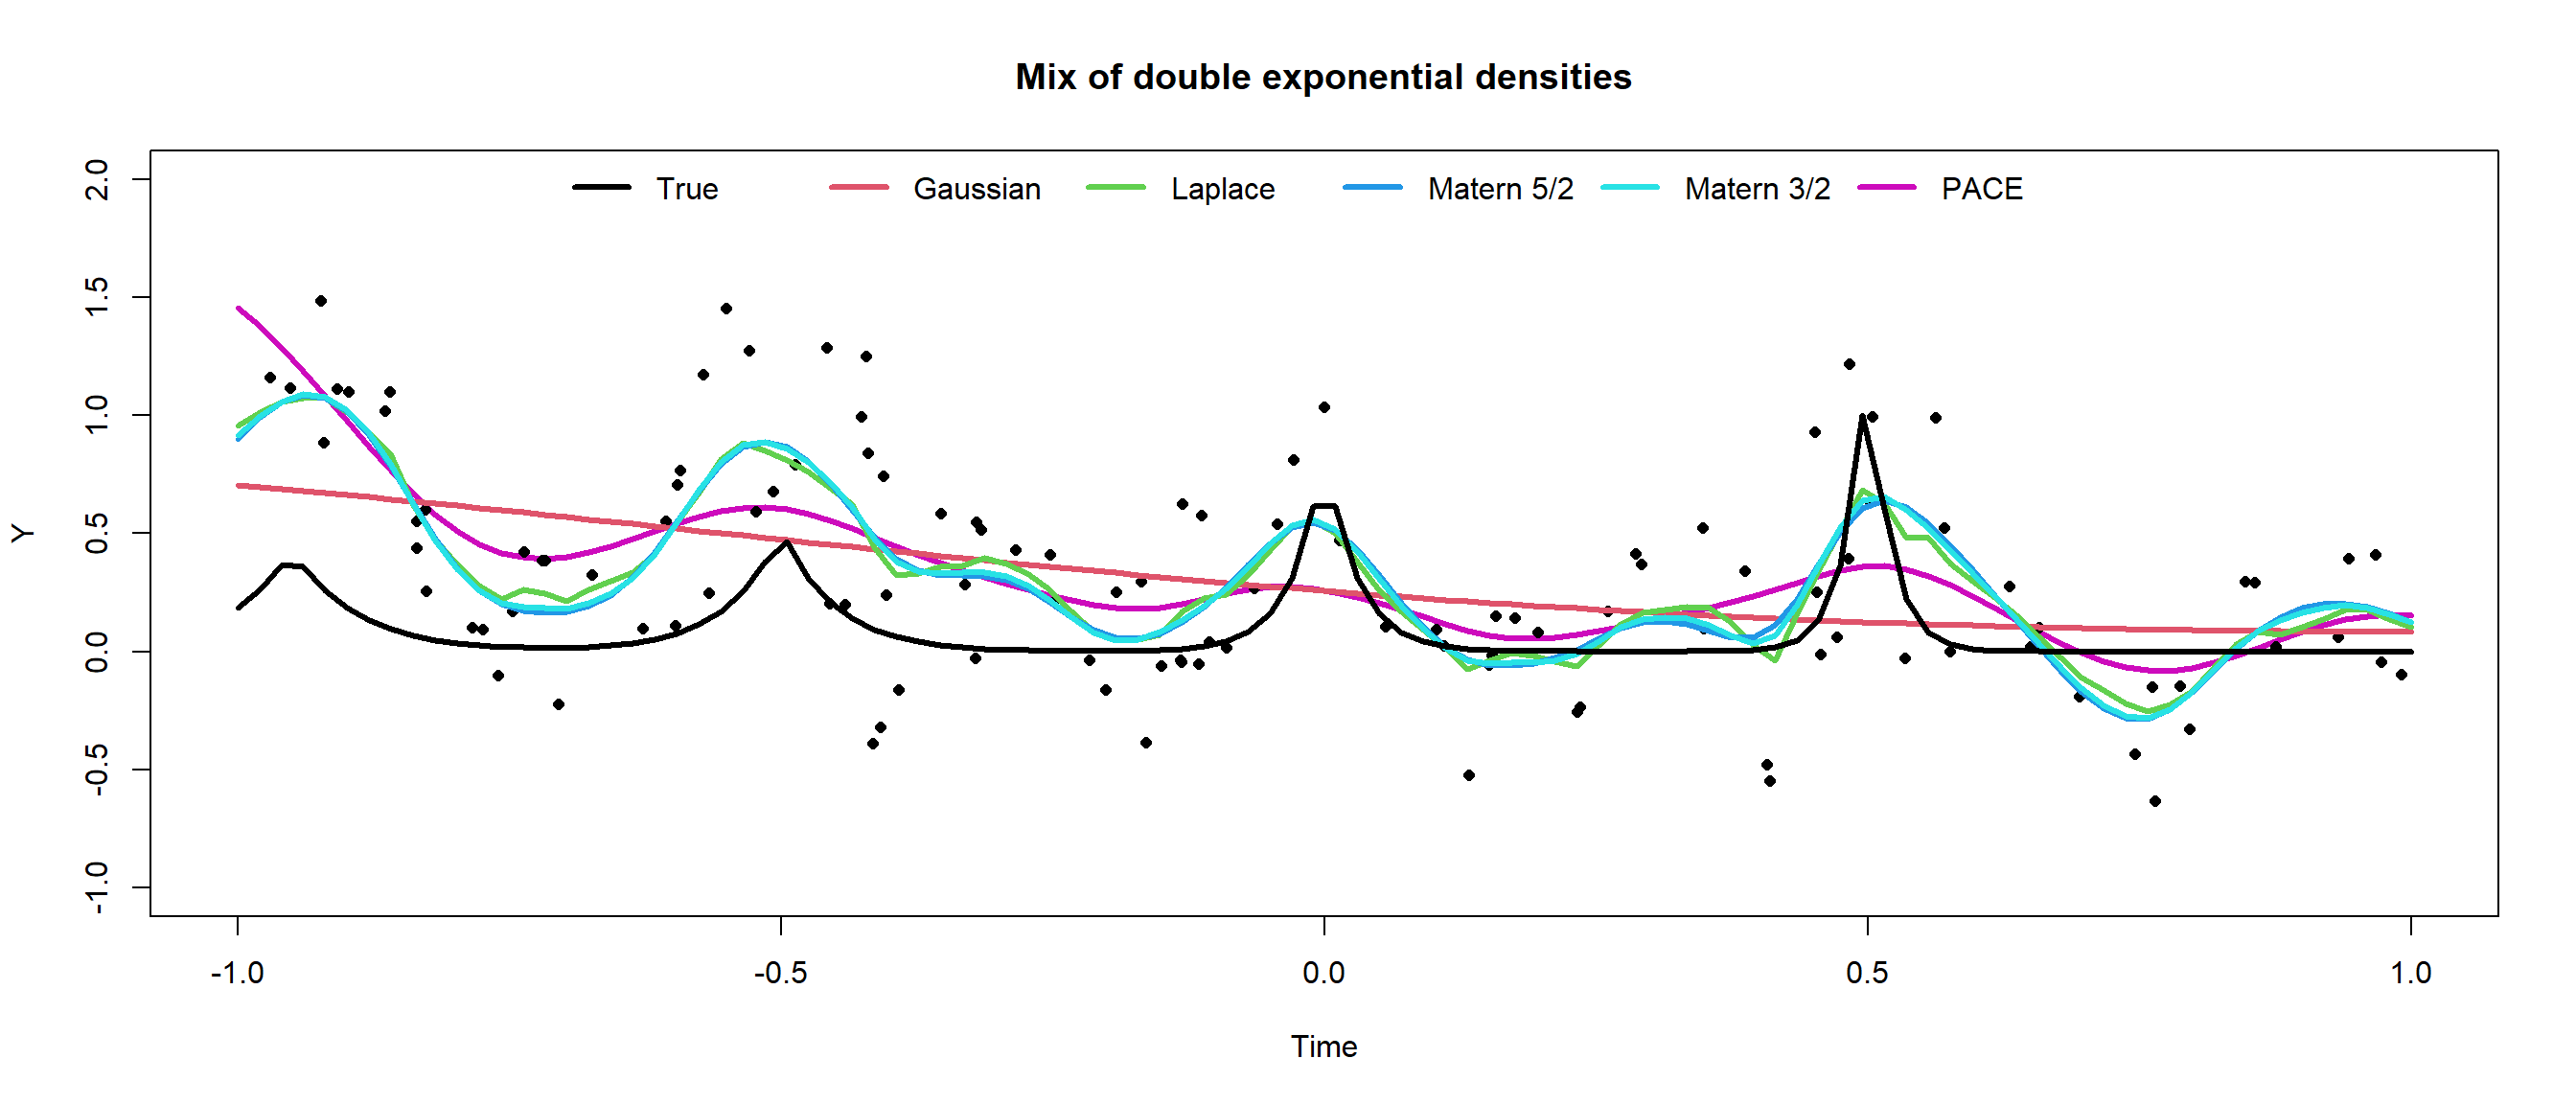 Mix of double exponential densities
True Gaussian Laplace Matern 5/2 Matern 3/2 PACE
2.0
1.5
1.0
0.5
0.0
-0.5
-1.0
Y
-1.0 -0.5 0.0 0.5 1.0
Time